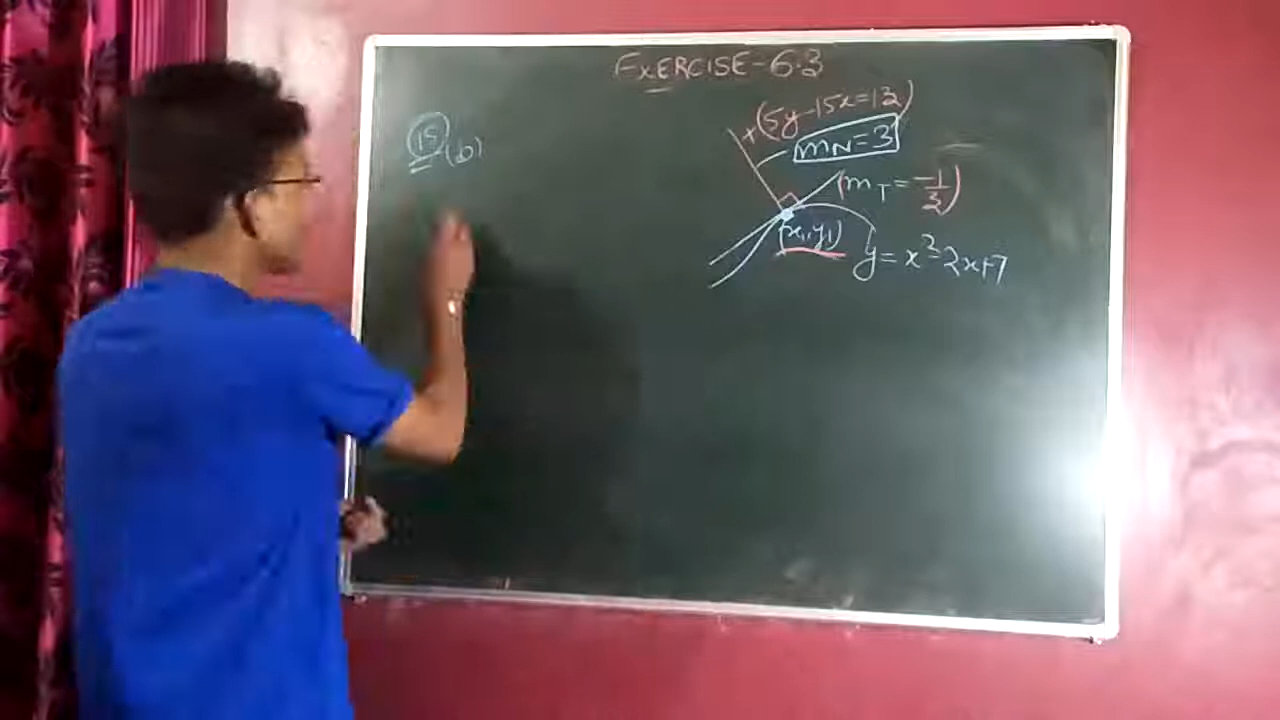 EXERCISE-6.3
15 (b)
(5y-15x=13)
mN=3
(mT=-1/3)
(x1,y1)
y=x²-2x+7